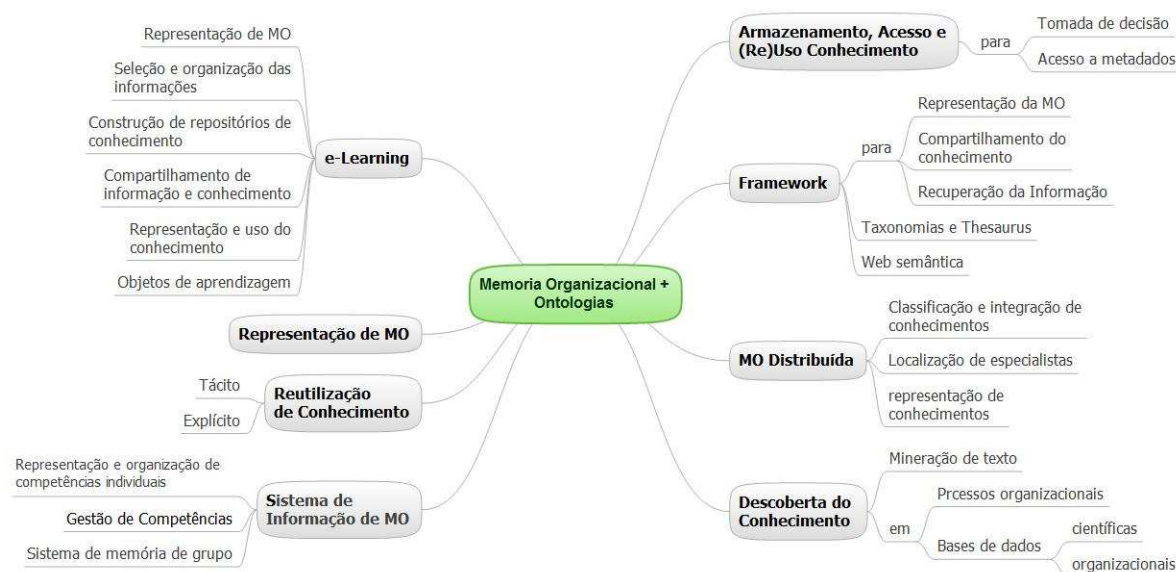 Memoria Organizacional +
Ontologias
e-Learning
Representação de MO
Seleção e organização das
informações
Construção de repositórios de
conhecimento
Compartilhamento de
informação e conhecimento
Representação e uso do
conhecimento
Objetos de aprendizagem
Representação de MO
Reutilização
de Conhecimento
Tácito
Explícito
Sistema de
Informação de MO
Representação e organização de
competências individuais
Gestão de Competências
Sistema de memória de grupo
Armazenamento, Acesso e
(Re)Uso Conhecimento
para
Tomada de decisão
Acesso a metadados
Framework
para
Representação da MO
Compartilhamento do
conhecimento
Recuperação da Informação
Taxonomias e Thesaurus
Web semântica
MO Distribuída
Classificação e integração de
conhecimentos
Localização de especialistas
representação de
conhecimentos
Descoberta do
Conhecimento
Mineração de texto
em
Prcessos organizacionais
Bases de dados
científicas
organizacionais